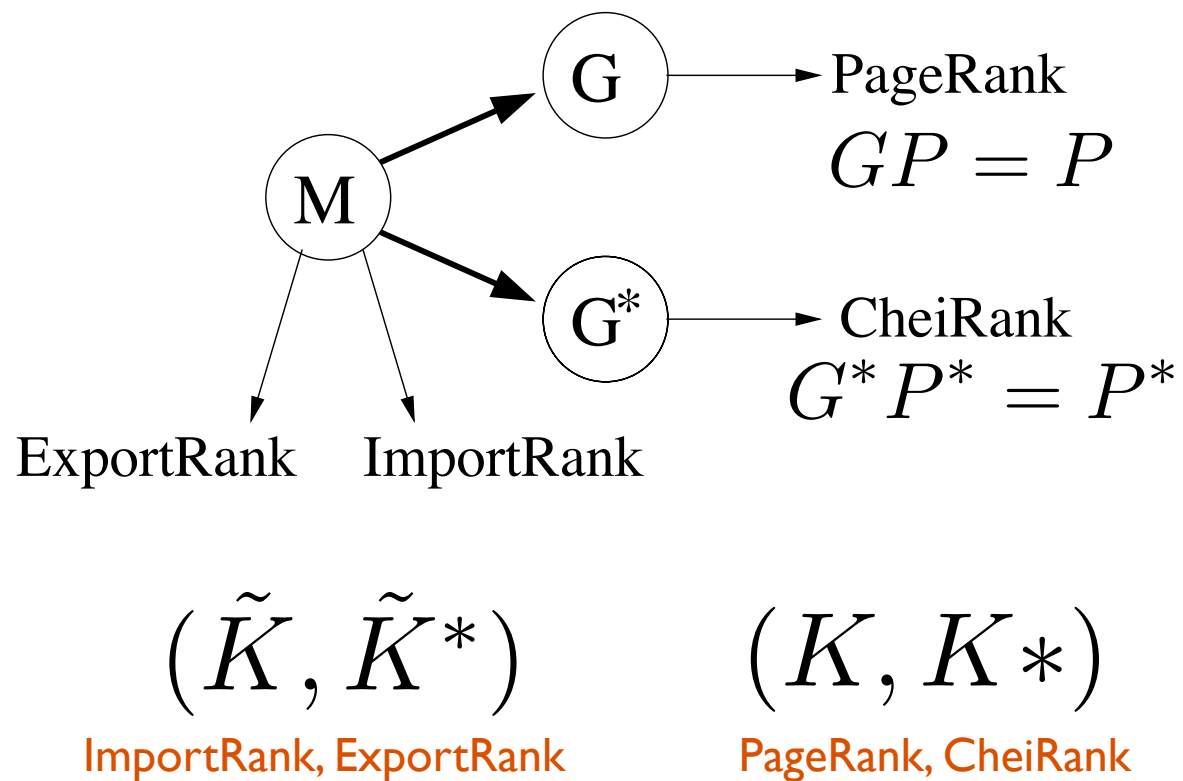 G
PageRank
GP = P
M
G*
CheiRank
G*P* = P*
ExportRank ImportRank
(K̃, K̃*) (K, K*)
ImportRank, ExportRank PageRank, CheiRank